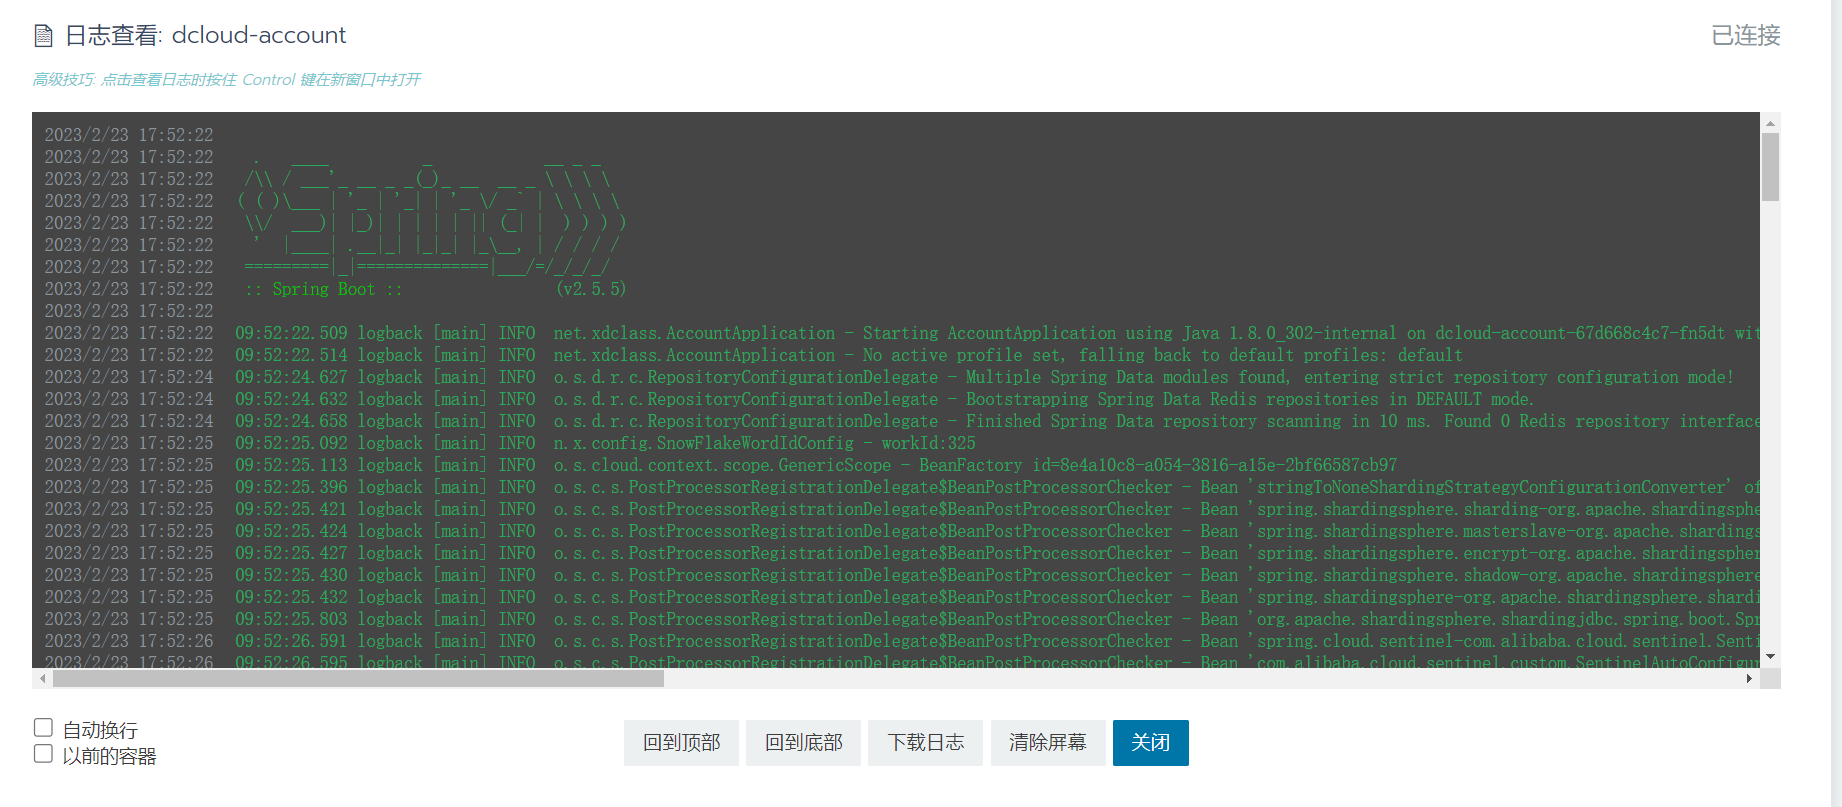 日志查看: dcloud-account
已连接
高级技巧: 点击查看日志时按住 Control 键在新窗口中打开
2023/2/23 17:52:22
2023/2/23 17:52:22   .   ____          _            __ _ _
2023/2/23 17:52:22  /\\ / ___'_ __ _ _(_)_ __  __ _ \ \ \ \
2023/2/23 17:52:22 ( ( )\___ | '_ | '_| | '_ \/ _` | \ \ \ \
2023/2/23 17:52:22  \\/  ___)| |_)| | | | | || (_| |  ) ) ) )
2023/2/23 17:52:22   '  |____| .__|_| |_|_| |_\__, | / / / /
2023/2/23 17:52:22  =========|_|==============|___/=/_/_/_/
2023/2/23 17:52:22  :: Spring Boot ::                (v2.5.5)
2023/2/23 17:52:22
2023/2/23 17:52:22 09:52:22.509 logback [main] INFO  net.xdclass.AccountApplication - Starting AccountApplication using Java 1.8.0_302-internal on dcloud-account-67d668c4c7-fn5dt wit
2023/2/23 17:52:22 09:52:22.514 logback [main] INFO  net.xdclass.AccountApplication - No active profile set, falling back to default profiles: default
2023/2/23 17:52:24 09:52:24.627 logback [main] INFO  o.s.d.r.c.RepositoryConfigurationDelegate - Multiple Spring Data modules found, entering strict repository configuration mode!
2023/2/23 17:52:24 09:52:24.632 logback [main] INFO  o.s.d.r.c.RepositoryConfigurationDelegate - Bootstrapping Spring Data Redis repositories in DEFAULT mode.
2023/2/23 17:52:24 09:52:24.658 logback [main] INFO  o.s.d.r.c.RepositoryConfigurationDelegate - Finished Spring Data repository scanning in 10 ms. Found 0 Redis repository interface
2023/2/23 17:52:25 09:52:25.092 logback [main] INFO  n.x.config.SnowFlakeWordIdConfig - workId:325
2023/2/23 17:52:25 09:52:25.113 logback [main] INFO  o.s.cloud.context.scope.GenericScope - BeanFactory id=8e4a10c8-a054-3816-a15e-2bf66587cb97
2023/2/23 17:52:25 09:52:25.396 logback [main] INFO  o.s.c.s.PostProcessorRegistrationDelegate$BeanPostProcessorChecker - Bean 'stringToNoneShardingStrategyConfigurationConverter' of
2023/2/23 17:52:25 09:52:25.421 logback [main] INFO  o.s.c.s.PostProcessorRegistrationDelegate$BeanPostProcessorChecker - Bean 'spring.shardingsphere.sharding-org.apache.shardingsphe
2023/2/23 17:52:25 09:52:25.424 logback [main] INFO  o.s.c.s.PostProcessorRegistrationDelegate$BeanPostProcessorChecker - Bean 'spring.shardingsphere.masterslave-org.apache.shardings
2023/2/23 17:52:25 09:52:25.427 logback [main] INFO  o.s.c.s.PostProcessorRegistrationDelegate$BeanPostProcessorChecker - Bean 'spring.shardingsphere.encrypt-org.apache.shardingspher
2023/2/23 17:52:25 09:52:25.430 logback [main] INFO  o.s.c.s.PostProcessorRegistrationDelegate$BeanPostProcessorChecker - Bean 'spring.shardingsphere.shadow-org.apache.shardingsphere
2023/2/23 17:52:25 09:52:25.432 logback [main] INFO  o.s.c.s.PostProcessorRegistrationDelegate$BeanPostProcessorChecker - Bean 'spring.shardingsphere-org.apache.shardingsphere.shardi
2023/2/23 17:52:25 09:52:25.803 logback [main] INFO  o.s.c.s.PostProcessorRegistrationDelegate$BeanPostProcessorChecker - Bean 'org.apache.shardingsphere.shardingjdbc.spring.boot.Spr
2023/2/23 17:52:26 09:52:26.591 logback [main] INFO  o.s.c.s.PostProcessorRegistrationDelegate$BeanPostProcessorChecker - Bean 'spring.cloud.sentinel-com.alibaba.cloud.sentinel.Senti
2023/2/23 17:52:26 09:52:26.595 logback [main] INFO  o.s.c.s.PostProcessorRegistrationDelegate$BeanPostProcessorChecker - Bean 'com.alibaba.cloud.sentinel.custom.SentinelAutoConfigur
自动换行
以前的容器
回到顶部 回到底部 下载日志 清除屏幕 关闭